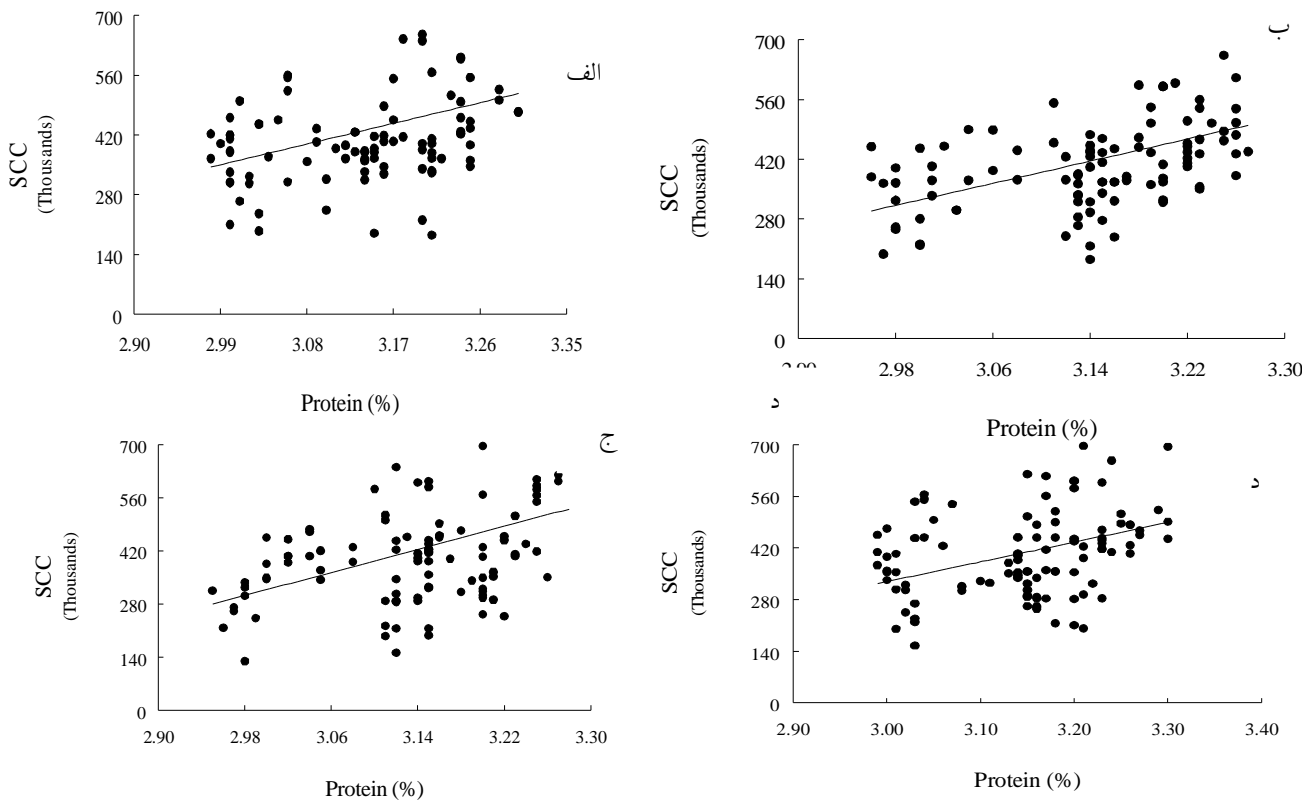 الف
700
560
420
280
140
0
SCC
(Thousands)
2.90 2.99 3.08 3.17 3.26 3.35
Protein (%)
ب
700
560
420
280
140
0
SCC
(Thousands)
2.98 3.06 3.14 3.22 3.30
Protein (%)
ج
700
560
420
280
140
0
SCC
(Thousands)
2.90 2.98 3.06 3.14 3.22 3.30
Protein (%)
د
700
560
420
280
140
0
SCC
(Thousands)
2.90 3.00 3.10 3.20 3.30 3.40
Protein (%)